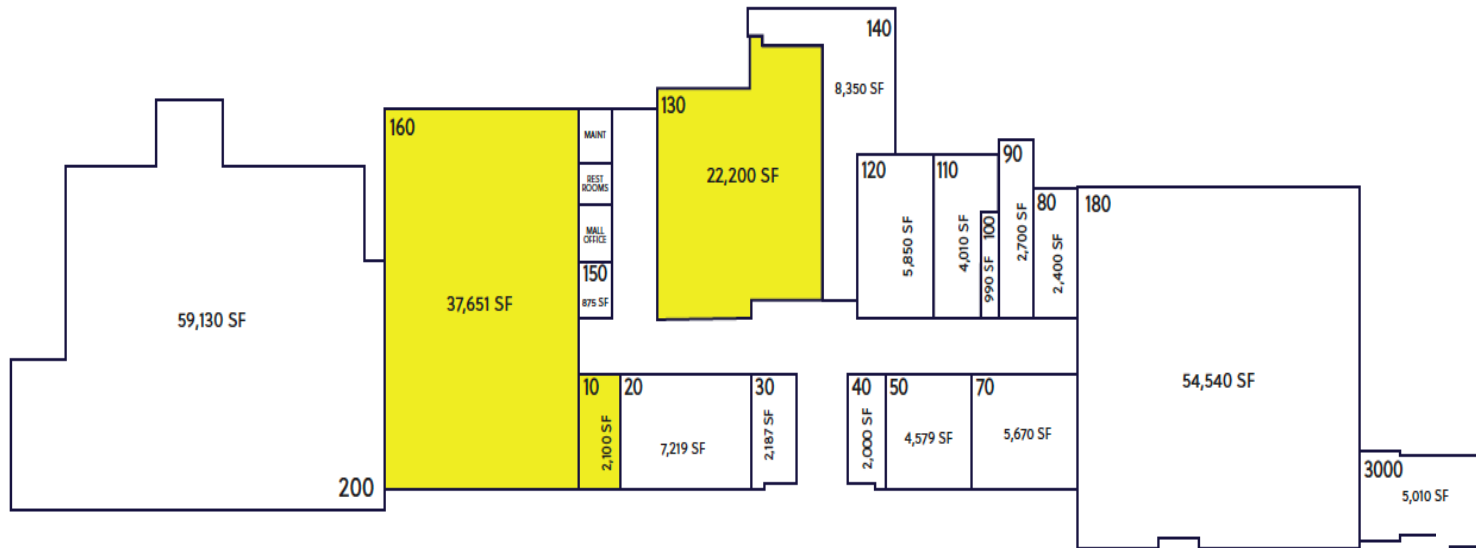 140
8,350 SF
130
22,200 SF
160
37,651 SF
MAINT
REST
ROOMS
MALL
OFFICE
150
875 SF
120
5,850 SF
110
4,010 SF
100
990 SF
90
2,700 SF
80
2,400 SF
180
54,540 SF
59,130 SF
200
10
2,100 SF
20
7,219 SF
30
2,187 SF
40
2,000 SF
50
4,579 SF
70
5,670 SF
3000
5,010 SF